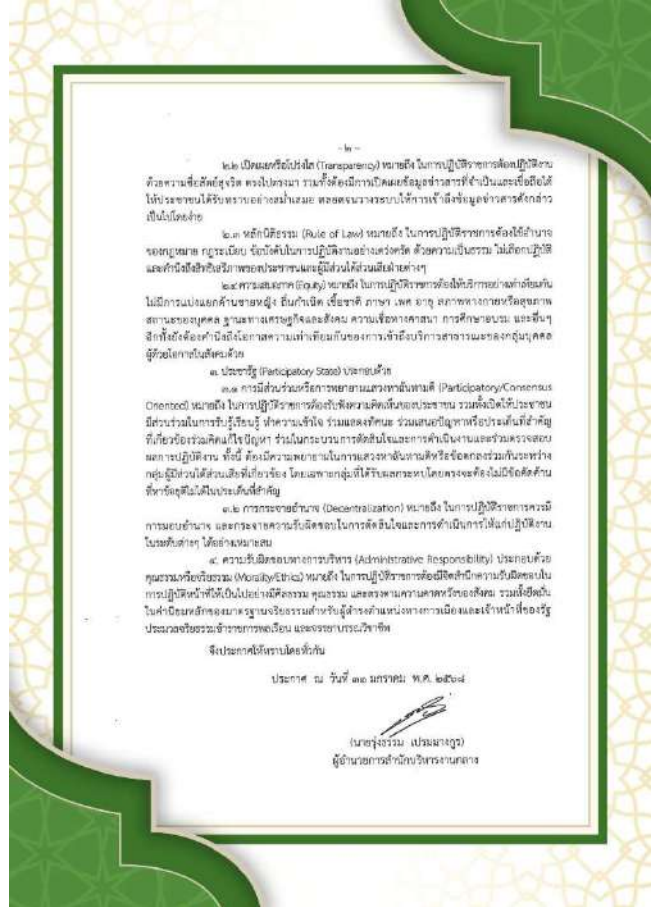 - ๒ -
๒.๒ เปิดเผยหรือโปร่งใส (Transparency) หมายถึง ในการปฏิบัติราชการต้องปฏิบัติงาน
ด้วยความซื่อสัตย์สุจริต ตรงไปตรงมา รวมทั้งต้องมีการเปิดเผยข้อมูลข่าวสารที่จำเป็นและเชื่อถือได้
ให้ประชาชนได้รับทราบอย่างสม่ำเสมอ ตลอดจนวางระบบให้การเข้าถึงข้อมูลข่าวสารดังกล่าว
เป็นไปโดยง่าย
๒.๓ หลักนิติธรรม (Rule of Law) หมายถึง ในการปฏิบัติราชการต้องใช้อำนาจ
ของกฎหมาย กฎระเบียบ ข้อบังคับในการปฏิบัติงานอย่างเคร่งครัด ด้วยความเป็นธรรม ไม่เลือกปฏิบัติ
และคำนึงถึงสิทธิเสรีภาพของประชาชนและผู้มีส่วนได้ส่วนเสียฝ่ายต่างๆ
๒.๔ ความเสมอภาค (Equity) หมายถึง ในการปฏิบัติราชการต้องให้บริการอย่างเท่าเทียมกัน
ไม่มีการแบ่งแยกด้านชายหญิง ถิ่นกำเนิด เชื้อชาติ ภาษา เพศ อายุ สภาพทางกายหรือสุขภาพ
สถานะของบุคคล ฐานะทางเศรษฐกิจและสังคม ความเชื่อทางศาสนา การศึกษาอบรม และอื่นๆ
อีกทั้งยังต้องคำนึงถึงโอกาสความเท่าเทียมกันของการเข้าถึงบริการสาธารณะของกลุ่มบุคคล
ผู้ด้อยโอกาสในสังคมด้วย
๓. ประชารัฐ (Participatory State) ประกอบด้วย
๓.๑ การมีส่วนร่วมหรือการพยายามแสวงหาฉันทามติ (Participatory/Consensus
Oriented) หมายถึง ในการปฏิบัติราชการต้องรับฟังความคิดเห็นของประชาชน รวมทั้งเปิดให้ประชาชน
มีส่วนร่วมในการรับรู้เรียนรู้ ทำความเข้าใจ ร่วมแสดงทัศนะ ร่วมเสนอปัญหาหรือประเด็นที่สำคัญ
ที่เกี่ยวข้องร่วมคิดแก้ไขปัญหา ร่วมในกระบวนการตัดสินใจและการดำเนินงานและร่วมตรวจสอบ
ผลการปฏิบัติงาน ทั้งนี้ ต้องมีความพยายามในการแสวงหาฉันทามติหรือข้อตกลงร่วมกันระหว่าง
กลุ่มผู้มีส่วนได้ส่วนเสียที่เกี่ยวข้อง โดยเฉพาะกลุ่มที่ได้รับผลกระทบโดยตรงจะต้องไม่มีข้อคัดค้าน
ที่หาข้อยุติไม่ได้ในประเด็นที่สำคัญ
๓.๒ การกระจายอำนาจ (Decentralization) หมายถึง ในการปฏิบัติราชการควรมี
การมอบอำนาจ และกระจายความรับผิดชอบในการตัดสินใจและการดำเนินการให้แก่ปฏิบัติงาน
ในระดับต่างๆ ได้อย่างเหมาะสม
๔. ความรับผิดชอบทางการบริหาร (Administrative Responsibility) ประกอบด้วย
คุณธรรมหรือจริยธรรม (Morality/Ethics) หมายถึง ในการปฏิบัติราชการต้องมีจิตสำนึกความรับผิดชอบใน
การปฏิบัติหน้าที่ให้เป็นไปอย่างมีศีลธรรม คุณธรรม และตรงตามความคาดหวังของสังคม รวมทั้งยึดมั่น
ในค่านิยมหลักของมาตรฐานจริยธรรมสำหรับผู้ดำรงตำแหน่งทางการเมืองและเจ้าหน้าที่ของรัฐ
ประมวลจริยธรรมข้าราชการพลเรือน และจรรยาบรรณวิชาชีพ
จึงประกาศให้ทราบโดยทั่วกัน
ประกาศ ณ วันที่ ๓๑ มกราคม พ.ศ. ๒๕๖๘
(นายรุ่งธรรม เปรมมางกูร)
ผู้อำนวยการสำนักบริหารงานกลาง